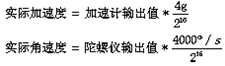 实际加速度 = 加速计输出值 * 4g / 2^16
实际角速度 = 陀螺仪输出值 * 4000° / s / 2^16